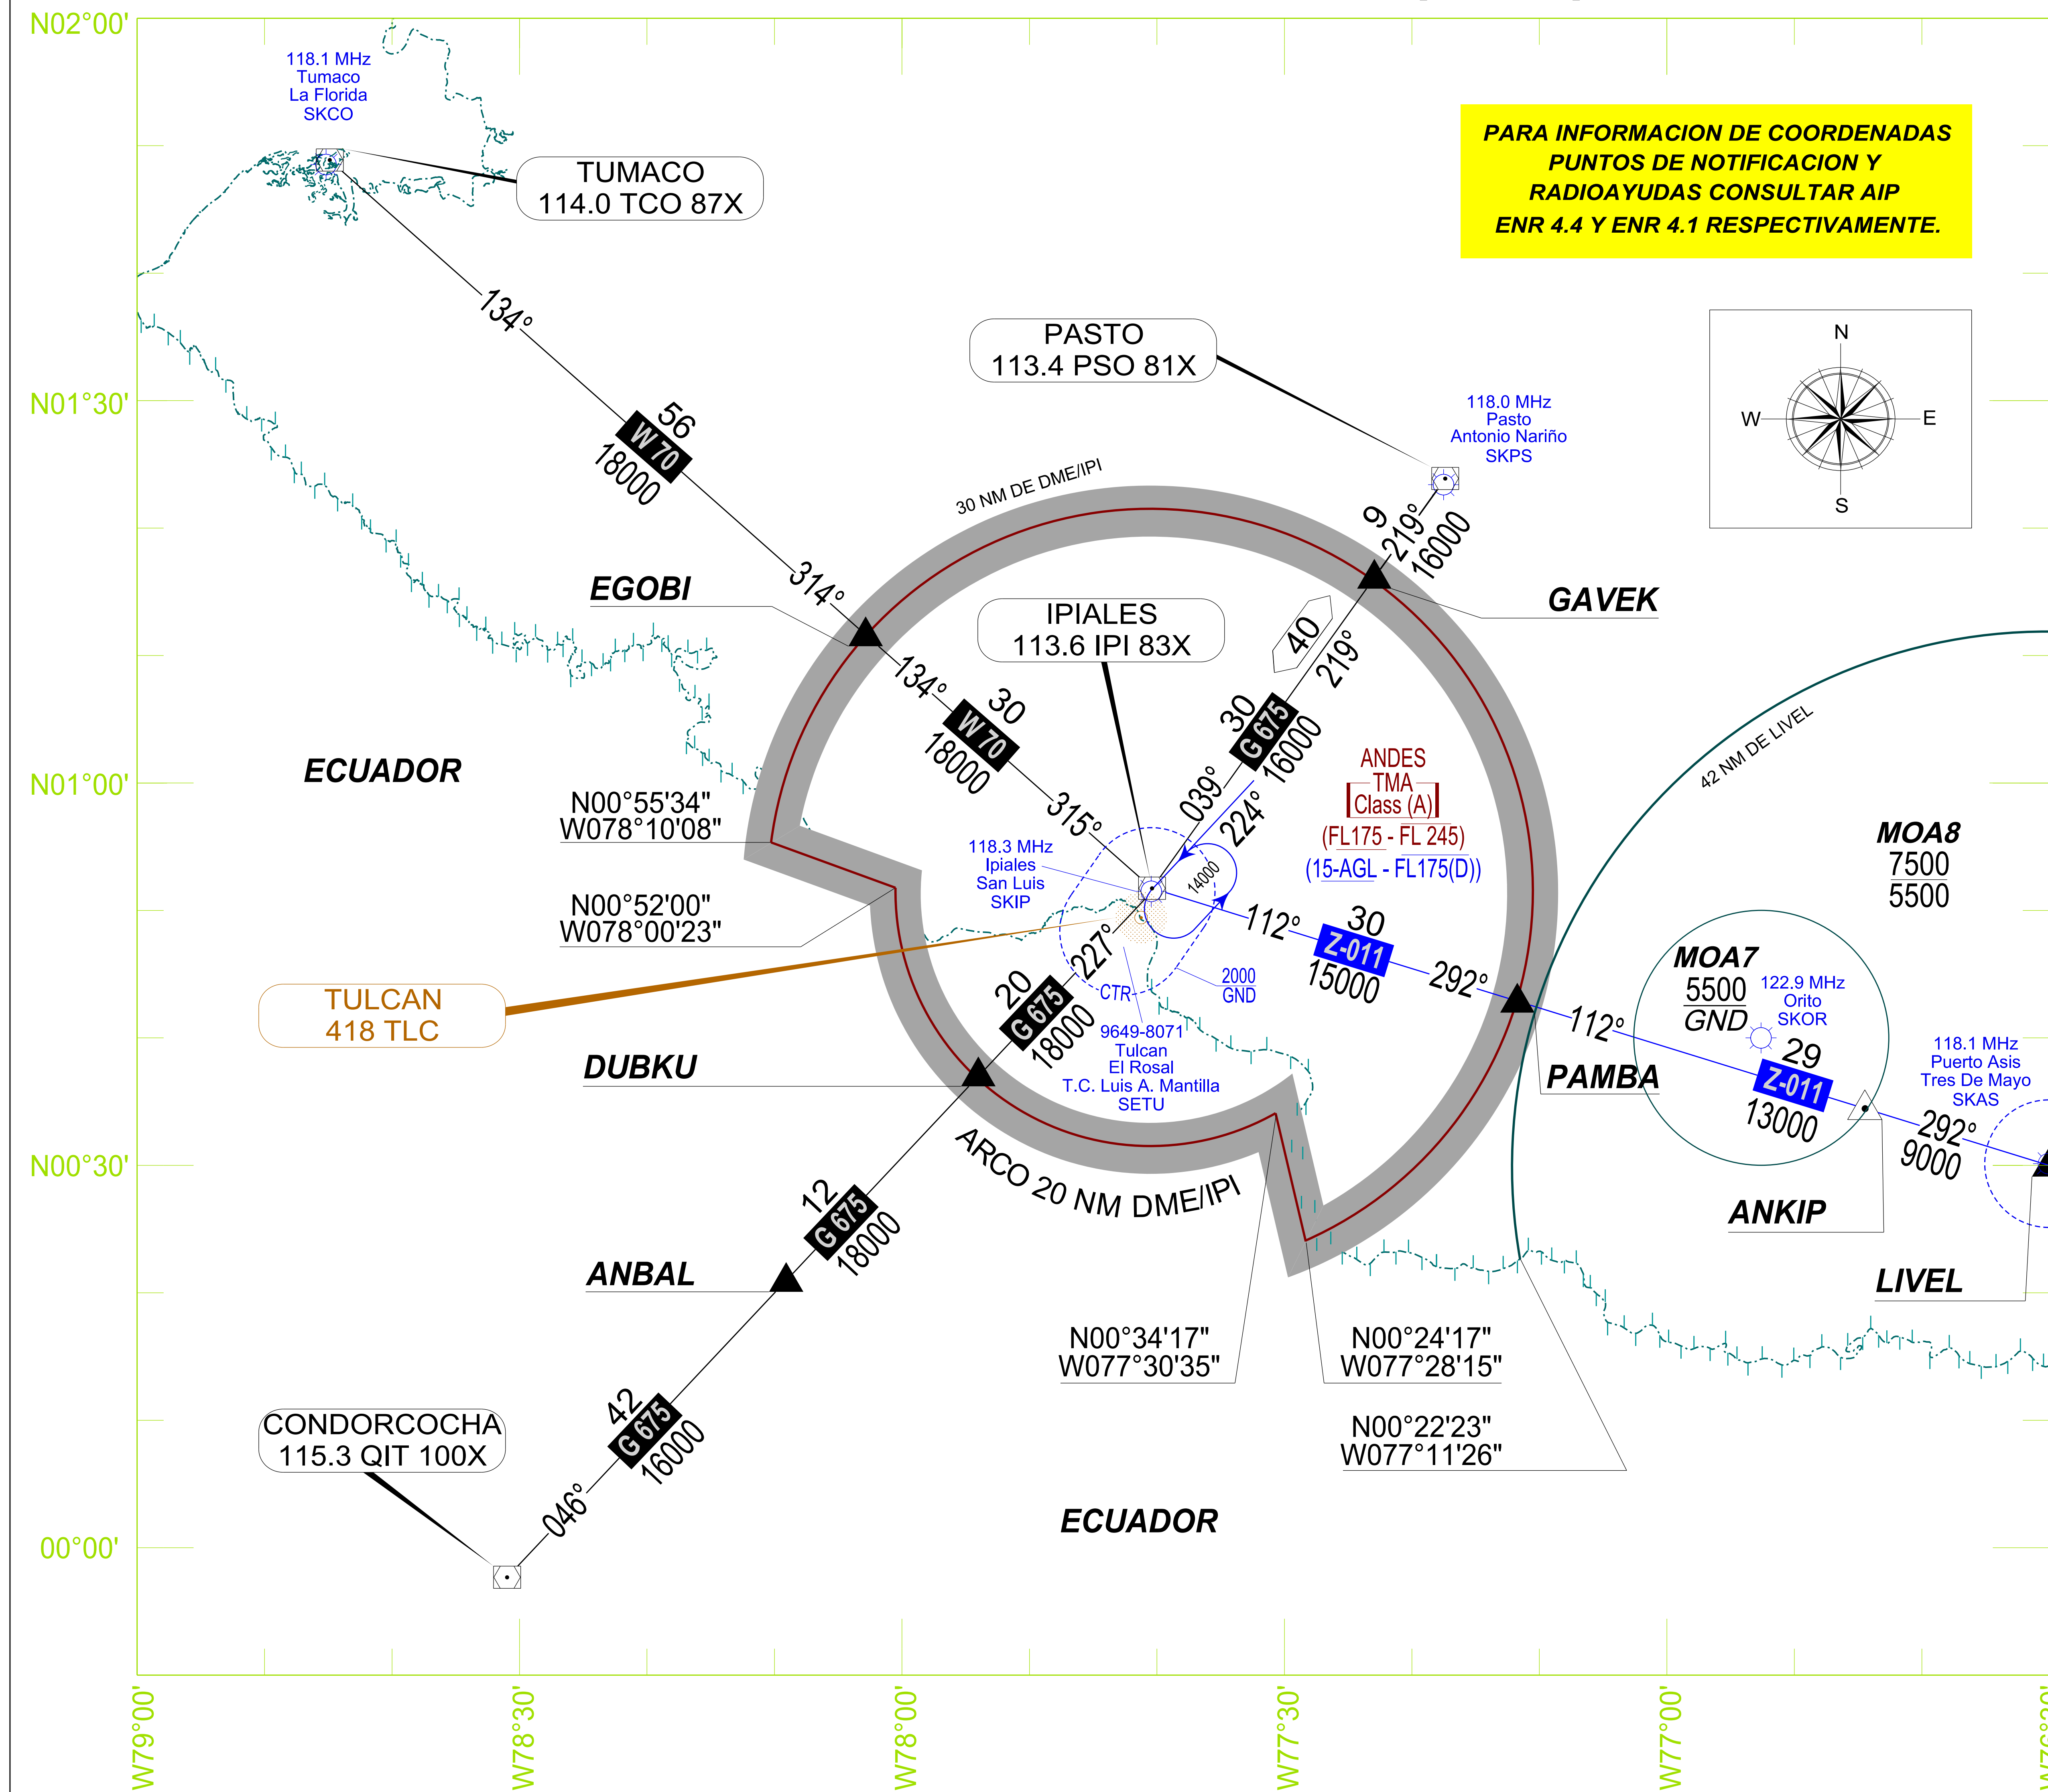 N02°00'
118.1 MHz
Tumaco
La Florida
SKCO
TUMACO
114.0 TCO 87X
PARA INFORMACION DE COORDENADAS
PUNTOS DE NOTIFICACION Y
RADIOAYUDAS CONSULTAR AIP
ENR 4.4 Y ENR 4.1 RESPECTIVAMENTE.
134°
PASTO
113.4 PSO 81X
N
W
E
S
N01°30'
118.0 MHz
Pasto
Antonio Nariño
SKPS
56
W 70
18000
30 NM DE DME/IPI
9
219°
16000
314°
EGOBI
GAVEK
IPIALES
113.6 IPI 83X
40
219°
134°
30
W 70
18000
30
G 675
16000
315°
039°
224°
42 NM DE LIVEL
ECUADOR
N01°00'
ANDES
TMA
Class (A)
(FL175 - FL 245)
(15-AGL - FL175(D))
N00°55'34"
W078°10'08"
MOA8
7500
5500
118.3 MHz
Ipiales
San Luis
SKIP
14000
N00°52'00"
W078°00'23"
112°
30
Z-011
15000
292°
227°
20
G 675
18000
CTR
2000
GND
TULCAN
418 TLC
MOA7
5500
GND
122.9 MHz
Orito
SKOR
112°
29
Z-011
13000
118.1 MHz
Puerto Asis
Tres De Mayo
SKAS
9649-8071
Tulcan
El Rosal
T.C. Luis A. Mantilla
SETU
DUBKU
PAMBA
292°
9000
N00°30'
ARCO 20 NM DME/IPI
12
G 675
18000
ANKIP
ANBAL
LIVEL
N00°34'17"
W077°30'35"
N00°24'17"
W077°28'15"
42
G 675
16000
CONDORCOCHA
115.3 QIT 100X
N00°22'23"
W077°11'26"
046°
ECUADOR
00°00'
W79°00'
W78°30'
W78°00'
W77°30'
W77°00'